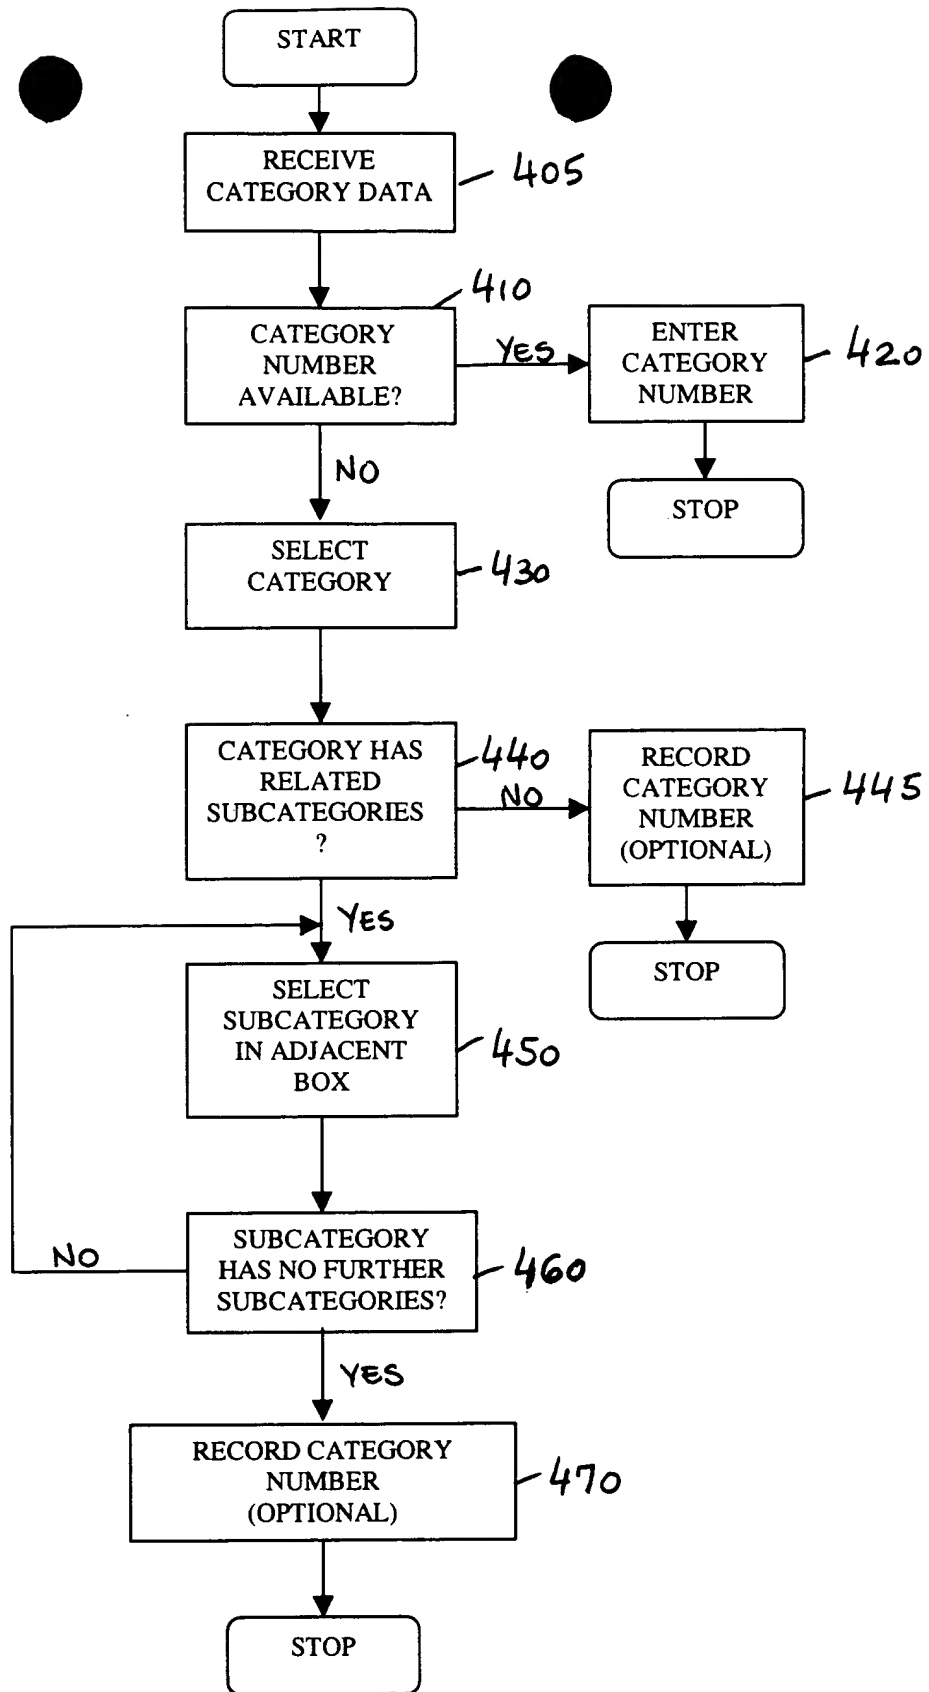 START
RECEIVE
CATEGORY DATA
405
410
CATEGORY
NUMBER
AVAILABLE?
YES
ENTER
CATEGORY
NUMBER
420
NO
STOP
SELECT
CATEGORY
430
CATEGORY HAS
RELATED
SUBCATEGORIES
?
440
NO
RECORD
CATEGORY
NUMBER
(OPTIONAL)
445
YES
STOP
SELECT
SUBCATEGORY
IN ADJACENT
BOX
450
SUBCATEGORY
HAS NO FURTHER
SUBCATEGORIES?
NO
460
YES
RECORD CATEGORY
NUMBER
(OPTIONAL)
470
STOP